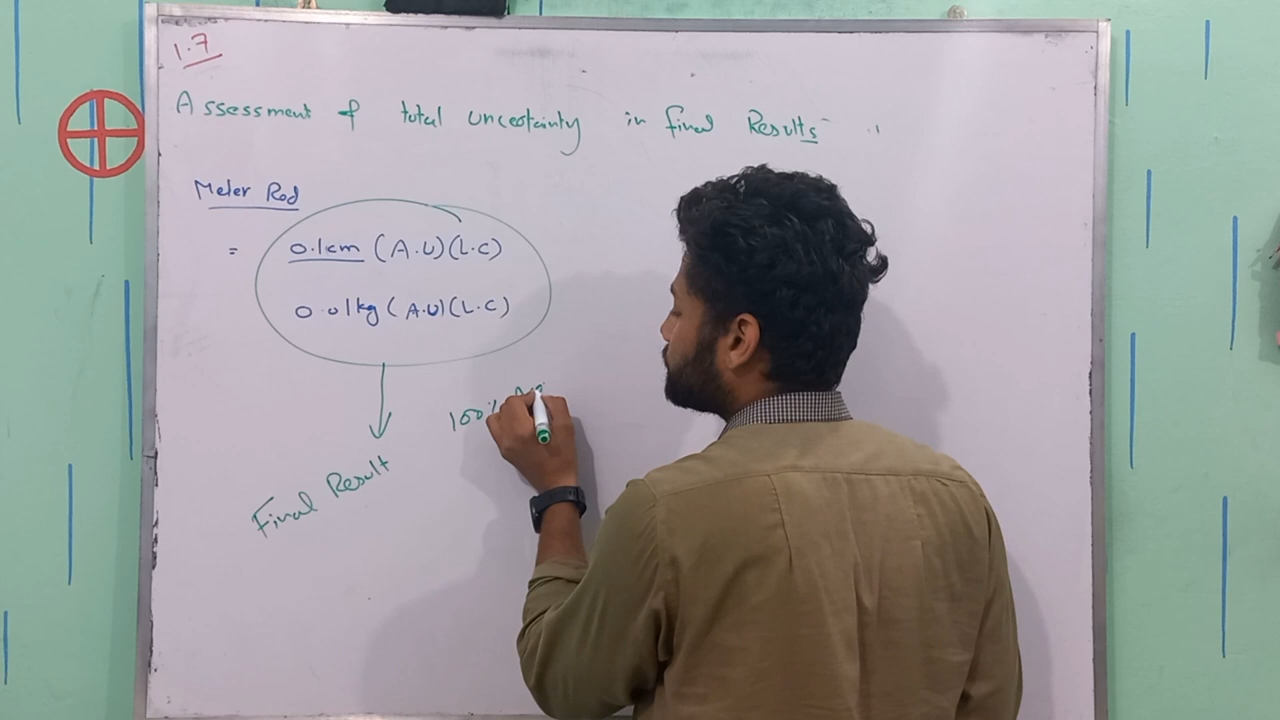 1.7
Assessment of total uncertainty in final Results
Meter Rod
= 0.1cm (A.U)(L.C)
0.01kg (A.U)(L.C)
100%
Final Result